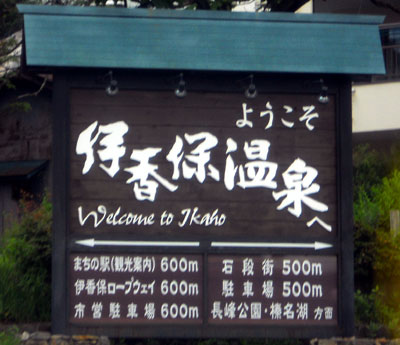 ようこそ
伊香保温泉へ
Welcome to Ikaho
まちの駅(観光案内) 600m
伊香保ロープウェイ 600m
市営駐車場 600m
石段街 500m
駐車場 500m
長峰公園・榛名湖 方面